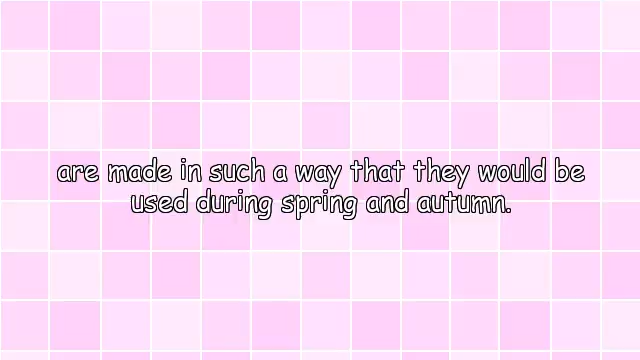 are made in such a way that they would be
used during spring and autumn.